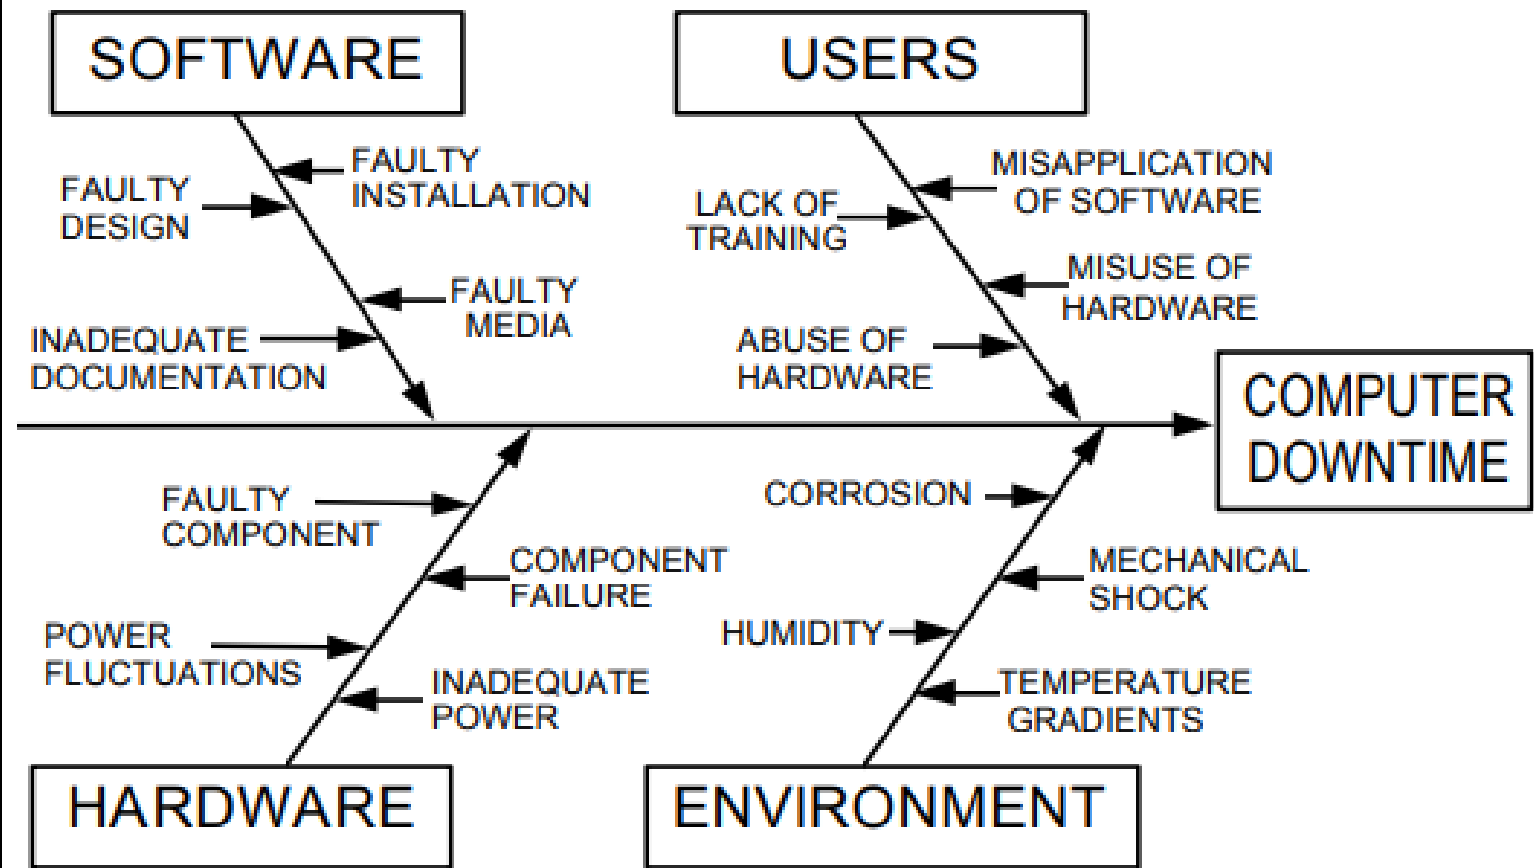 SOFTWARE
USERS
FAULTY
INSTALLATION
FAULTY
DESIGN
FAULTY
MEDIA
INADEQUATE
DOCUMENTATION
MISAPPLICATION
OF SOFTWARE
LACK OF
TRAINING
MISUSE OF
HARDWARE
ABUSE OF
HARDWARE
COMPUTER
DOWNTIME
FAULTY
COMPONENT
COMPONENT
FAILURE
POWER
FLUCTUATIONS
INADEQUATE
POWER
CORROSION
MECHANICAL
SHOCK
HUMIDITY
TEMPERATURE
GRADIENTS
HARDWARE
ENVIRONMENT